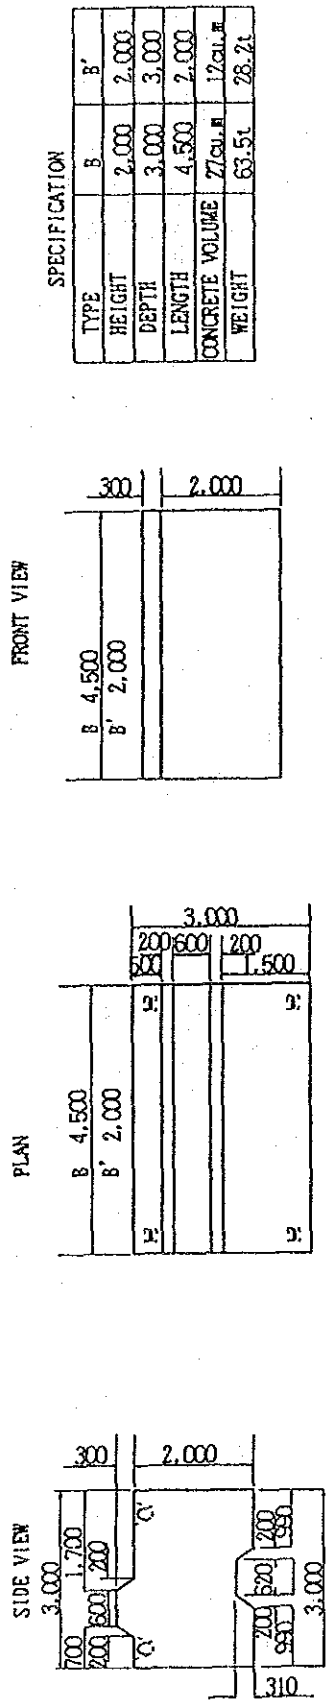 SIDE VIEW
3,000
700
1,700
200
600
200
300
2,000
200
620
200
990
990
3,000
310
PLAN
B 4,500
B' 2,000
3,000
200
600
200
500
1,500
FRONT VIEW
B 4,500
B' 2,000
300
2,000
SPECIFICATION
TYPE B B'
HEIGHT 2,000 2,000
DEPTH 3,000 3,000
LENGTH 4,500 2,000
CONCRETE VOLUME 27cu.m 12cu.m
WEIGHT 63.5t 28.2t